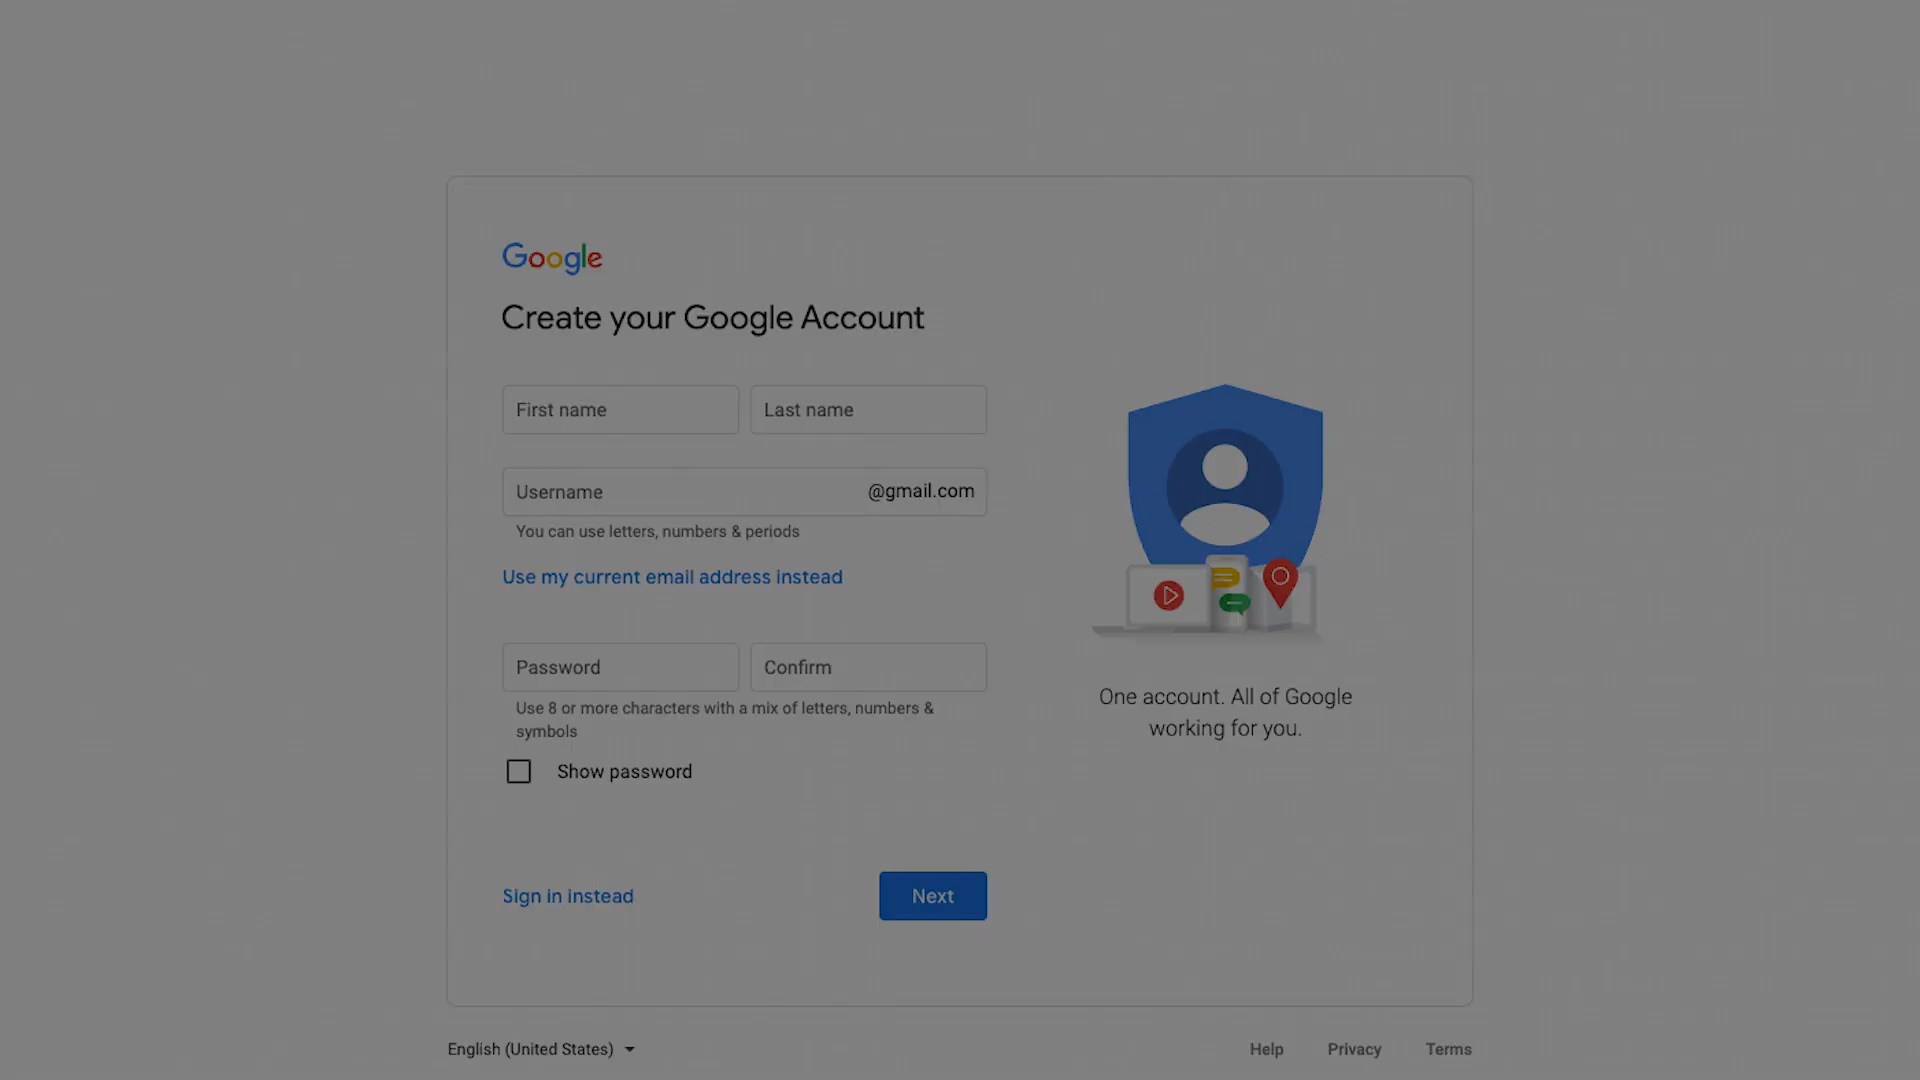 Google
Create your Google Account
First name
Last name
Username
@gmail.com
You can use letters, numbers & periods
Use my current email address instead
Password
Confirm
Use 8 or more characters with a mix of letters, numbers &
symbols
Show password
Sign in instead
Next
One account. All of Google
working for you.
English (United States)
Help
Privacy
Terms